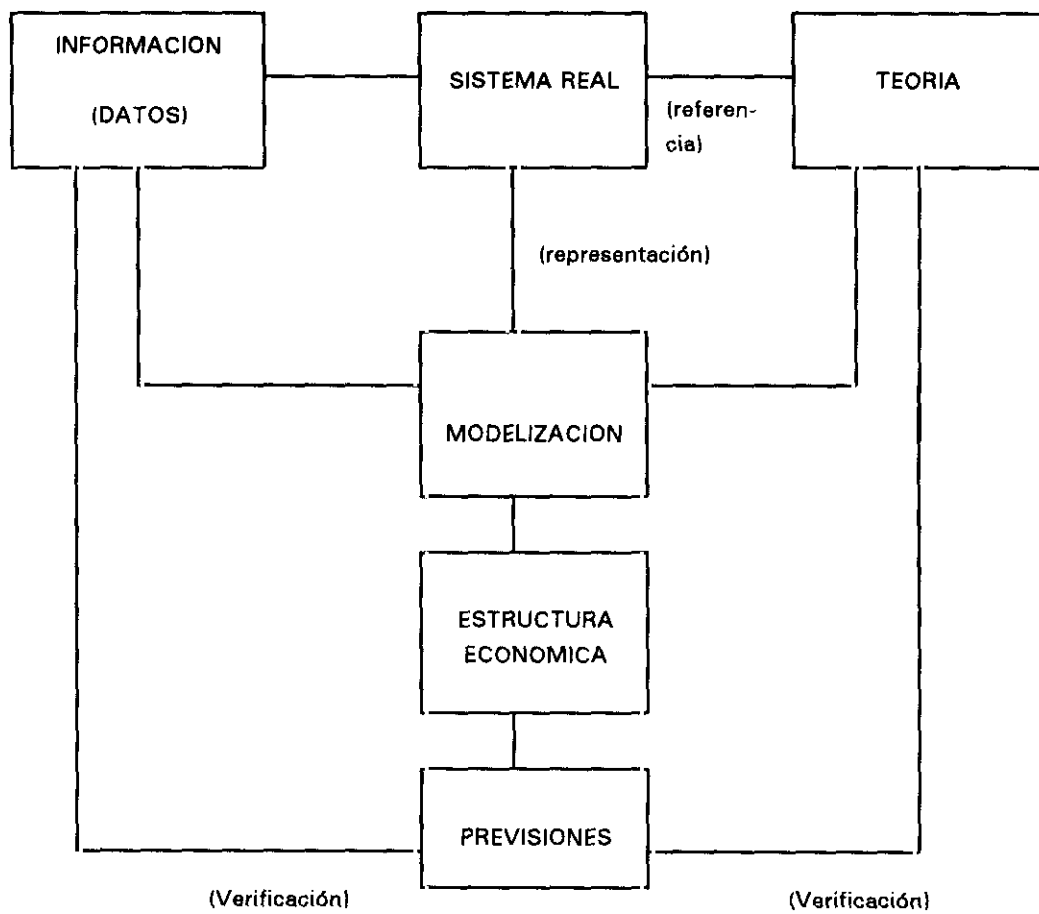 INFORMACION
(DATOS)
SISTEMA REAL
(referen-
cia)
TEORIA
(representación)
MODELIZACION
ESTRUCTURA
ECONOMICA
PREVISIONES
(Verificación)
(Verificación)